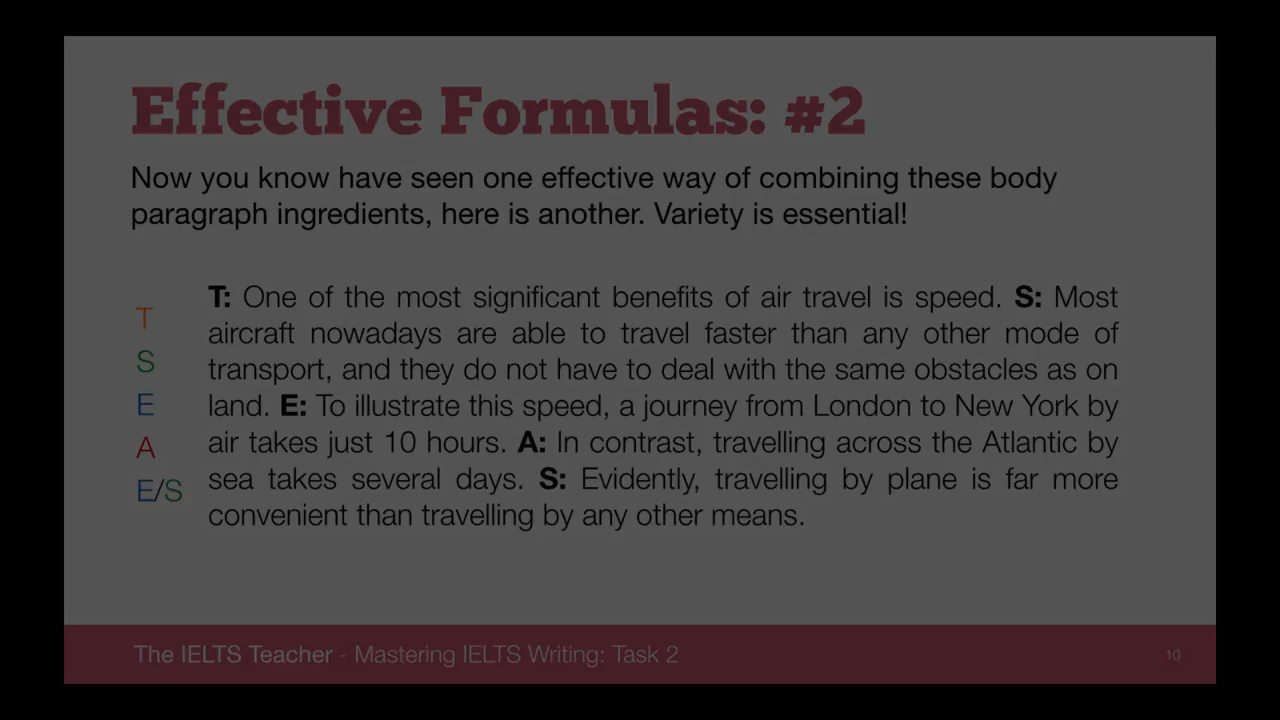 Effective Formulas: #2
Now you know have seen one effective way of combining these body
paragraph ingredients, here is another. Variety is essential!
T
S
E
A
E/S
T: One of the most significant benefits of air travel is speed. S: Most
aircraft nowadays are able to travel faster than any other mode of
transport, and they do not have to deal with the same obstacles as on
land. E: To illustrate this speed, a journey from London to New York by
air takes just 10 hours. A: In contrast, travelling across the Atlantic by
sea takes several days. S: Evidently, travelling by plane is far more
convenient than travelling by any other means.
The IELTS Teacher - Mastering IELTS Writing: Task 2
10